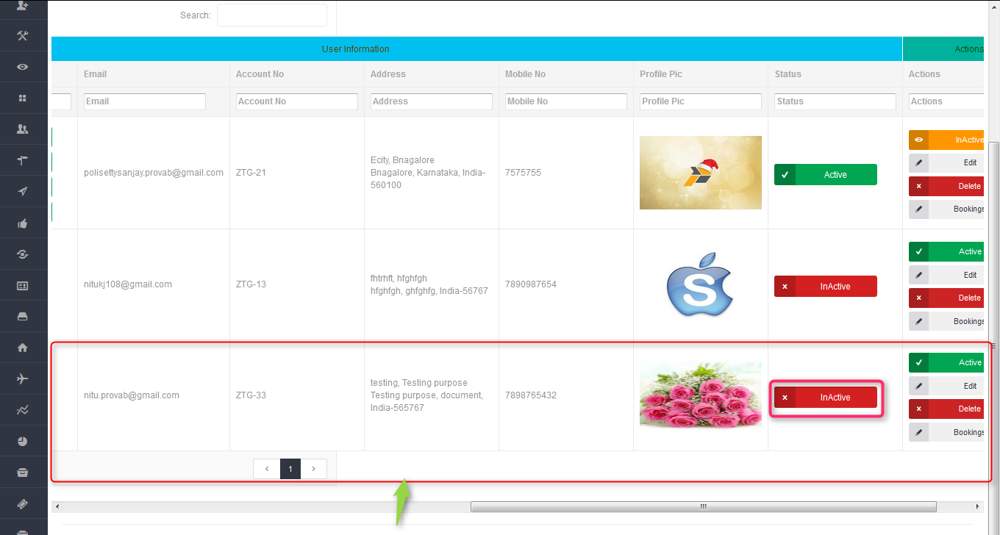 Search:
User Information
Actions
Email
Account No
Address
Mobile No
Profile Pic
Status
Actions
Email
Account No
Address
Mobile No
Profile Pic
Status
Actions
polisettysanjay.provab@gmail.com
ZTG-21
Ecity, Bnagalore
Bnagalore, Karnataka, India-
560100
7575755
Active
InActive
Edit
Delete
Bookings
nitukj108@gmail.com
ZTG-13
fhtrhft, hfghfgh
hfghfgh, ghfghfg, India-56767
7890987654
S
InActive
Active
Edit
Delete
Bookings
nitu.provab@gmail.com
ZTG-33
testing, Testing purpose
Testing purpose, document,
India-565767
7898765432
InActive
Active
Edit
Delete
Bookings
1